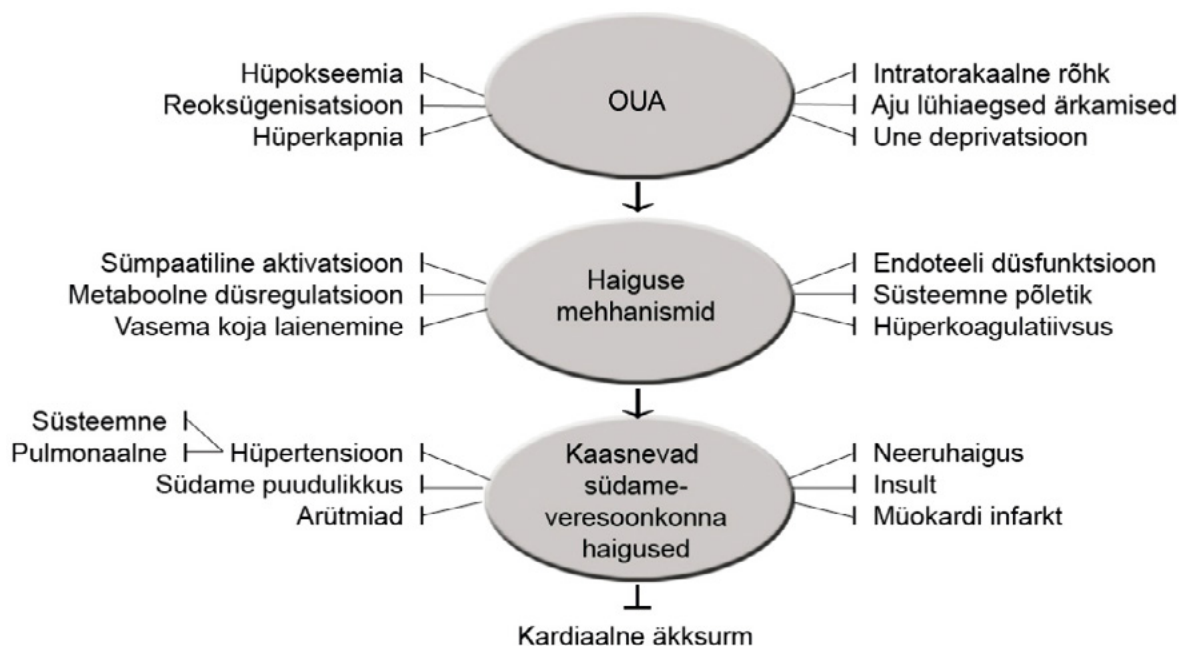 Hüpokseemia
Reoksügenisatsioon
Hüperkapnia
OUA
Intratorakaalne rõhk
Aju lühiaegsed ärkamised
Une deprivatsioon
Sümpaatiline aktivatsioon
Metaboolne düsregulatsioon
Vasema koja laienemine
Haiguse
mehhanismid
Endoteeli düsfunktsioon
Süsteemne põletik
Hüperkoagulatiivsus
Süsteemne
Pulmonaalne
Hüpertensioon
Südame puudulikkus
Arütmiad
Kaasnevad
südame-
veresoonkonna
haigused
Neeruhaigus
Insult
Müokardi infarkt
Kardiaalne äkksurm